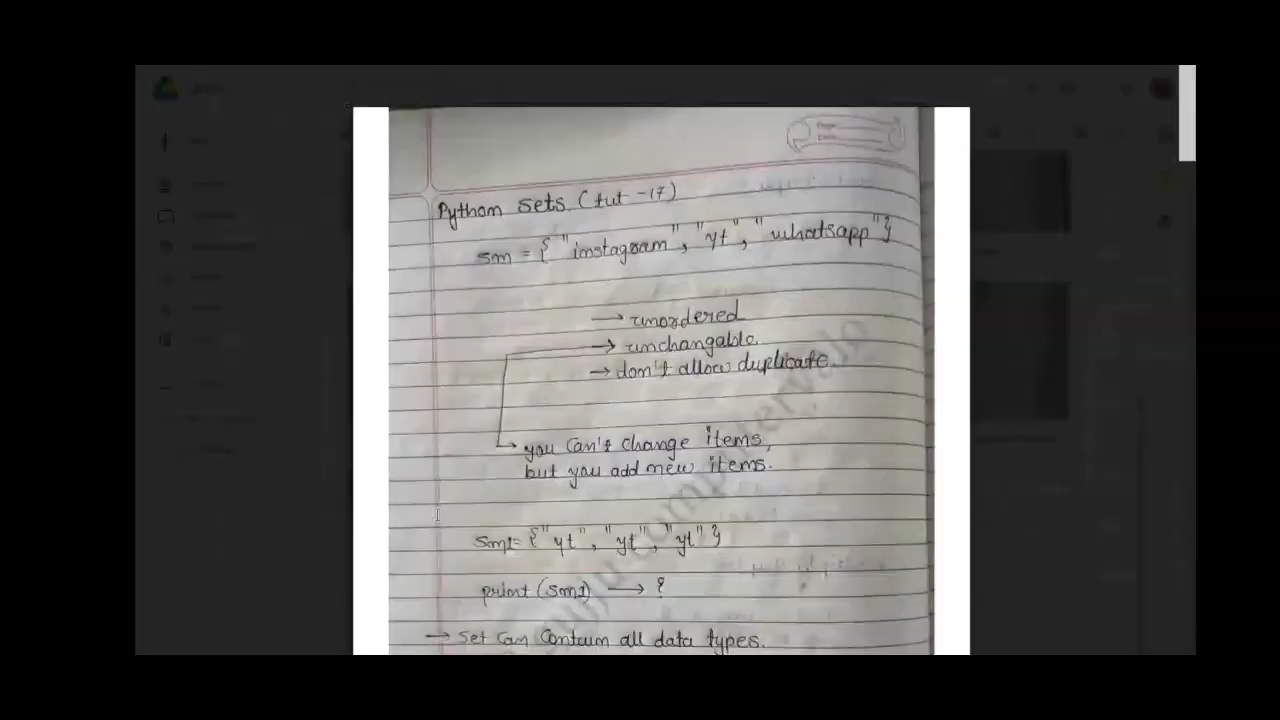 Python sets (tut -17)
sm = { "instagram", "yt", "whatsapp"}
→ unordered
→ unchangable
→ don't allow duplicate.
→ you can't change items,
but you add new items.
sm1= {"yt", "yt", "yt"}
print (sm1) → ?
→ set can contain all data types.